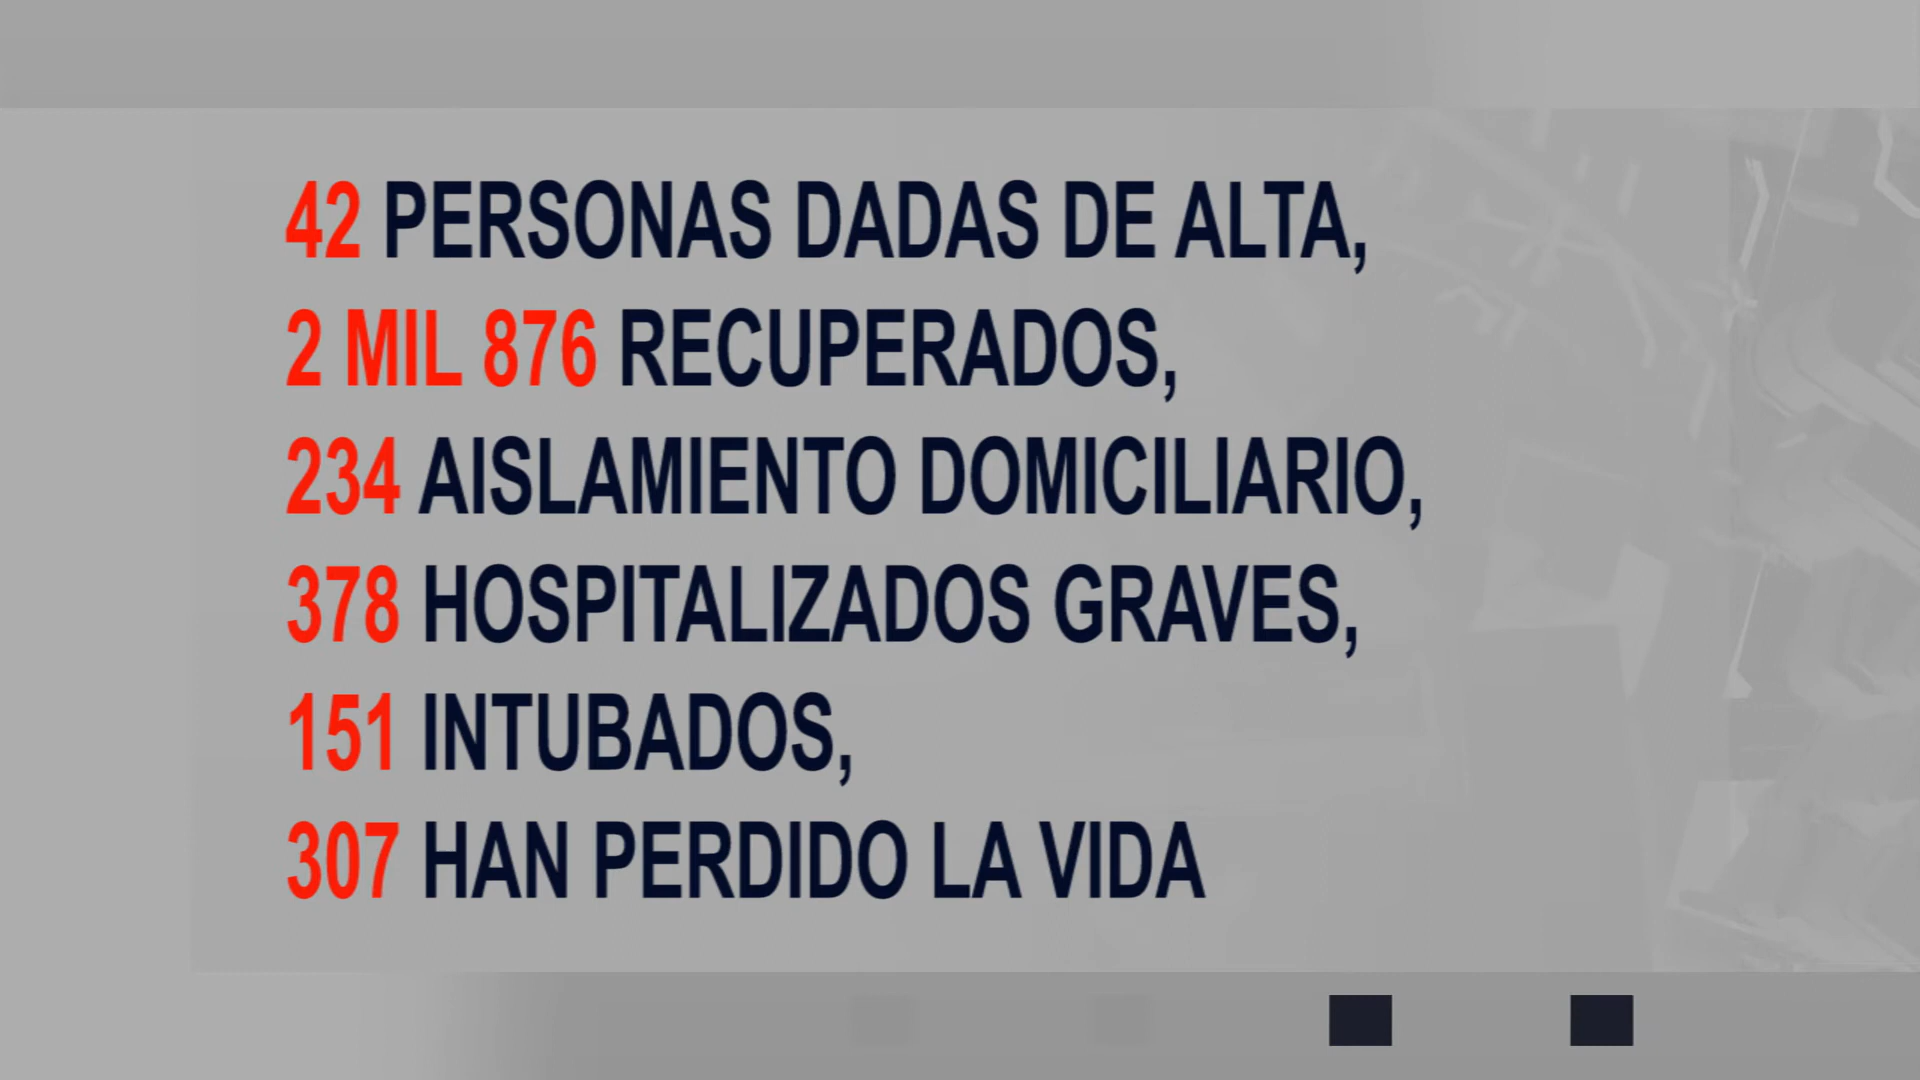 42 PERSONAS DADAS DE ALTA,
2 MIL 876 RECUPERADOS,
234 AISLAMIENTO DOMICILIARIO,
378 HOSPITALIZADOS GRAVES,
151 INTUBADOS,
307 HAN PERDIDO LA VIDA